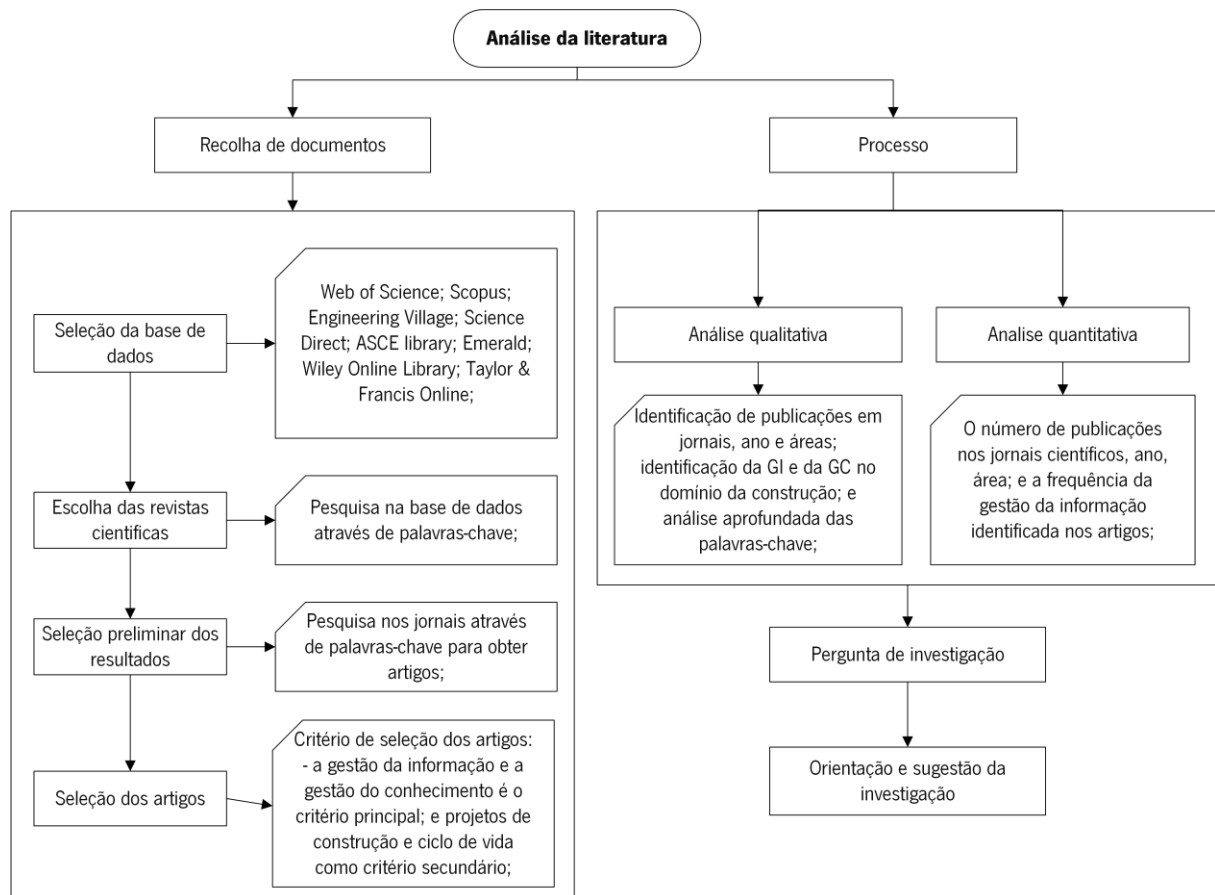 Análise da literatura
Recolha de documentos
Processo
Seleção da base de
dados
Web of Science; Scopus;
Engineering Village; Science
Direct; ASCE library; Emerald;
Wiley Online Library; Taylor &
Francis Online;
Escolha das revistas
cientificas
Pesquisa na base de dados
através de palavras-chave;
Seleção preliminar dos
resultados
Pesquisa nos jornais através
de palavras-chave para obter
artigos;
Seleção dos artigos
Critério de seleção dos artigos:
- a gestão da informação e a
gestão do conhecimento é o
critério principal; e projetos de
construção e ciclo de vida
como critério secundário;
Análise qualitativa
Identificação de publicações em
jornais, ano e áreas;
identificação da GI e da GC no
domínio da construção; e
análise aprofundada das
palavras-chave;
Analise quantitativa
O número de publicações
nos jornais científicos, ano,
área; e a frequência da
gestão da informação
identificada nos artigos;
Pergunta de investigação
Orientação e sugestão da
investigação